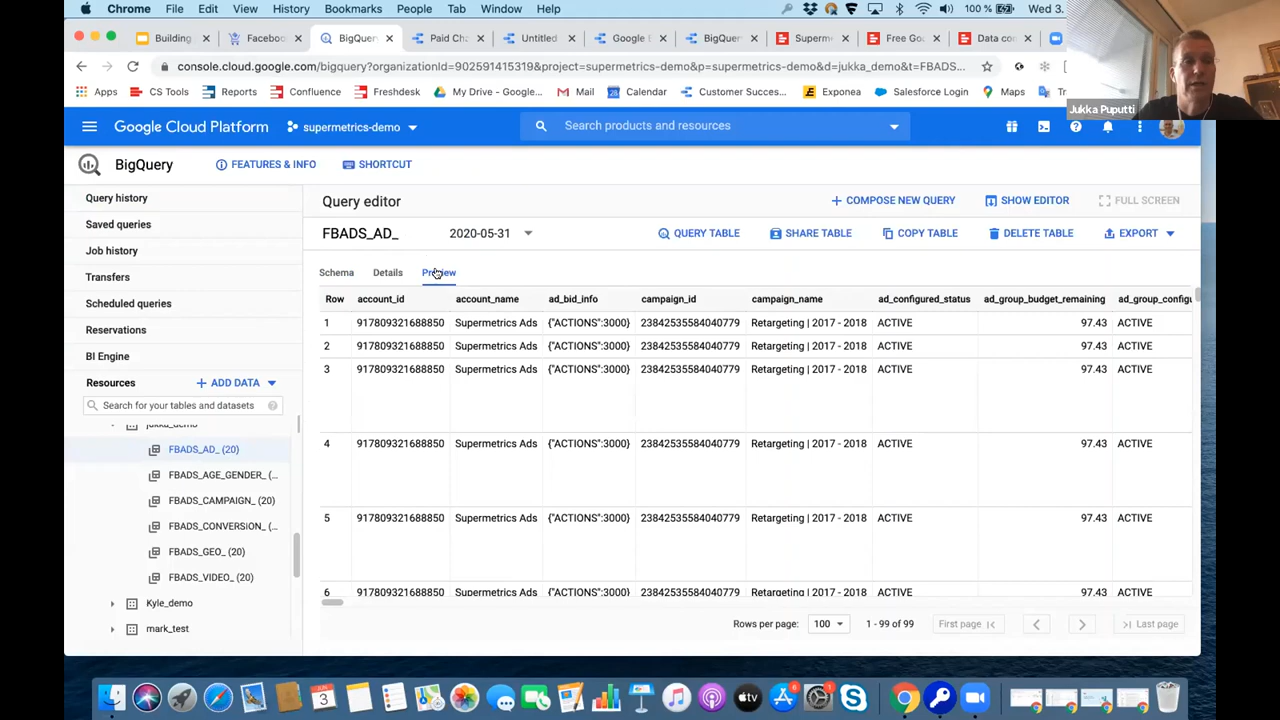 Chrome File Edit View History Bookmarks People Tab Window Help 100 % Wed 3.
Building Facebo BigQuer Paid Ch Untitled Google BigQuer Superm Free Go Data con
console.cloud.google.com/bigquery?organizationId=902591415319&project=supermetrics-demo&p=supermetrics-demo&d=jukka_demo&t=FBADS...
Apps CS Tools Reports Confluence Freshdesk My Drive - Google... Mail Calendar Customer Succes... Exponea Salesforce Login Maps Tr
Jukka Puputti
Google Cloud Platform supermetrics-demo Search products and resources
BigQuery FEATURES & INFO SHORTCUT
Query history
Saved queries
Job history
Transfers
Scheduled queries
Reservations
BI Engine
Resources + ADD DATA
Search for your tables and datasets
jukka_demo
FBADS_AD_ (20)
FBADS_AGE_GENDER_ (...
FBADS_CAMPAIGN_ (20)
FBADS_CONVERSION_ (...
FBADS_GEO_ (20)
FBADS_VIDEO_ (20)
Kyle_demo
Query editor + COMPOSE NEW QUERY SHOW EDITOR FULL SCREEN
FBADS_AD_ 2020-05-31 QUERY TABLE SHARE TABLE COPY TABLE DELETE TABLE EXPORT
Schema Details Preview
Row account_id account_name ad_bid_info campaign_id campaign_name ad_configured_status ad_group_budget_remaining ad_group_configu
1 917809321688850 Supermetrics Ads {"ACTIONS":3000} 23842535584040779 Retargeting | 2017 - 2018 ACTIVE 97.43 ACTIVE
2 917809321688850 Supermetrics Ads {"ACTIONS":3000} 23842535584040779 Retargeting | 2017 - 2018 ACTIVE 97.43 ACTIVE
3 917809321688850 Supermetrics Ads {"ACTIONS":3000} 23842535584040779 Retargeting | 2017 - 2018 ACTIVE 97.43 ACTIVE
4 917809321688850 Supermetrics Ads {"ACTIONS":3000} 23842535584040779 Retargeting | 2017 - 2018 ACTIVE 97.43 ACTIVE
5 917809321688850 Supermetrics Ads {"ACTIONS":3000} 23842535584040779 Retargeting | 2017 - 2018 ACTIVE 97.43 ACTIVE
6 917809321688850 Supermetrics Ads {"ACTIONS":3000} 23842535584040779 Retargeting | 2017 - 2018 ACTIVE 97.43 ACTIVE
Rows per page: 100 1 - 99 of 99 First page Last page